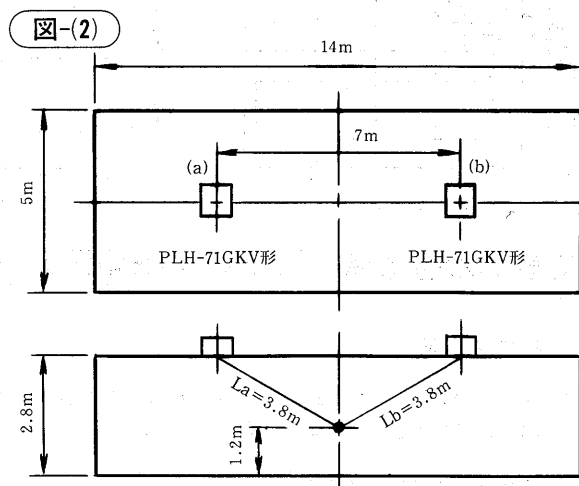 図-(2)
14m
7m
(a)
(b)
5m
PLH-71GKV形
PLH-71GKV形
2.8m
La=3.8m
Lb=3.8m
1.2m